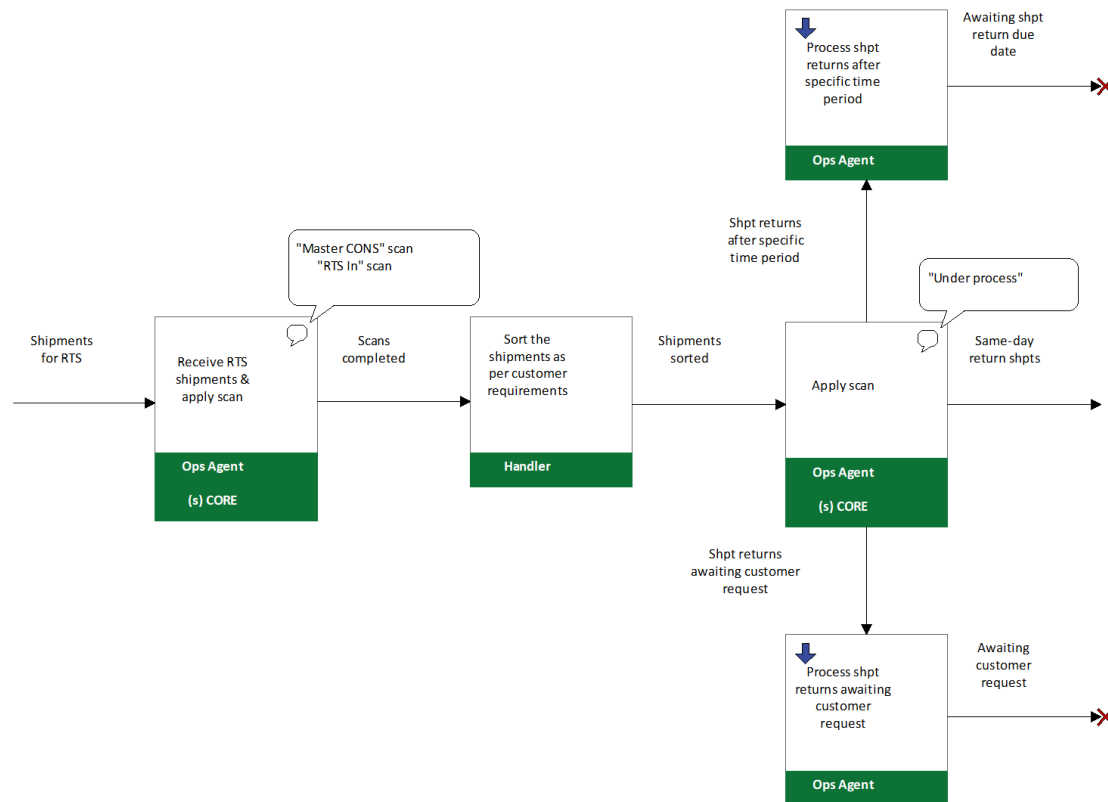 Awaiting shpt
return due
date
Process shpt
returns after
specific time
period
Ops Agent
Shpt returns
after specific
time period
"Master CONS" scan
"RTS In" scan
"Under process"
Shipments
for RTS
Receive RTS
shipments &
apply scan
Ops Agent
(s) CORE
Scans
completed
Sort the
shipments as
per customer
requirements
Handler
Shipments
sorted
Apply scan
Ops Agent
(s) CORE
Same-day
return shpts
Shpt returns
awaiting customer
request
Process shpt
returns awaiting
customer
request
Ops Agent
Awaiting
customer
request